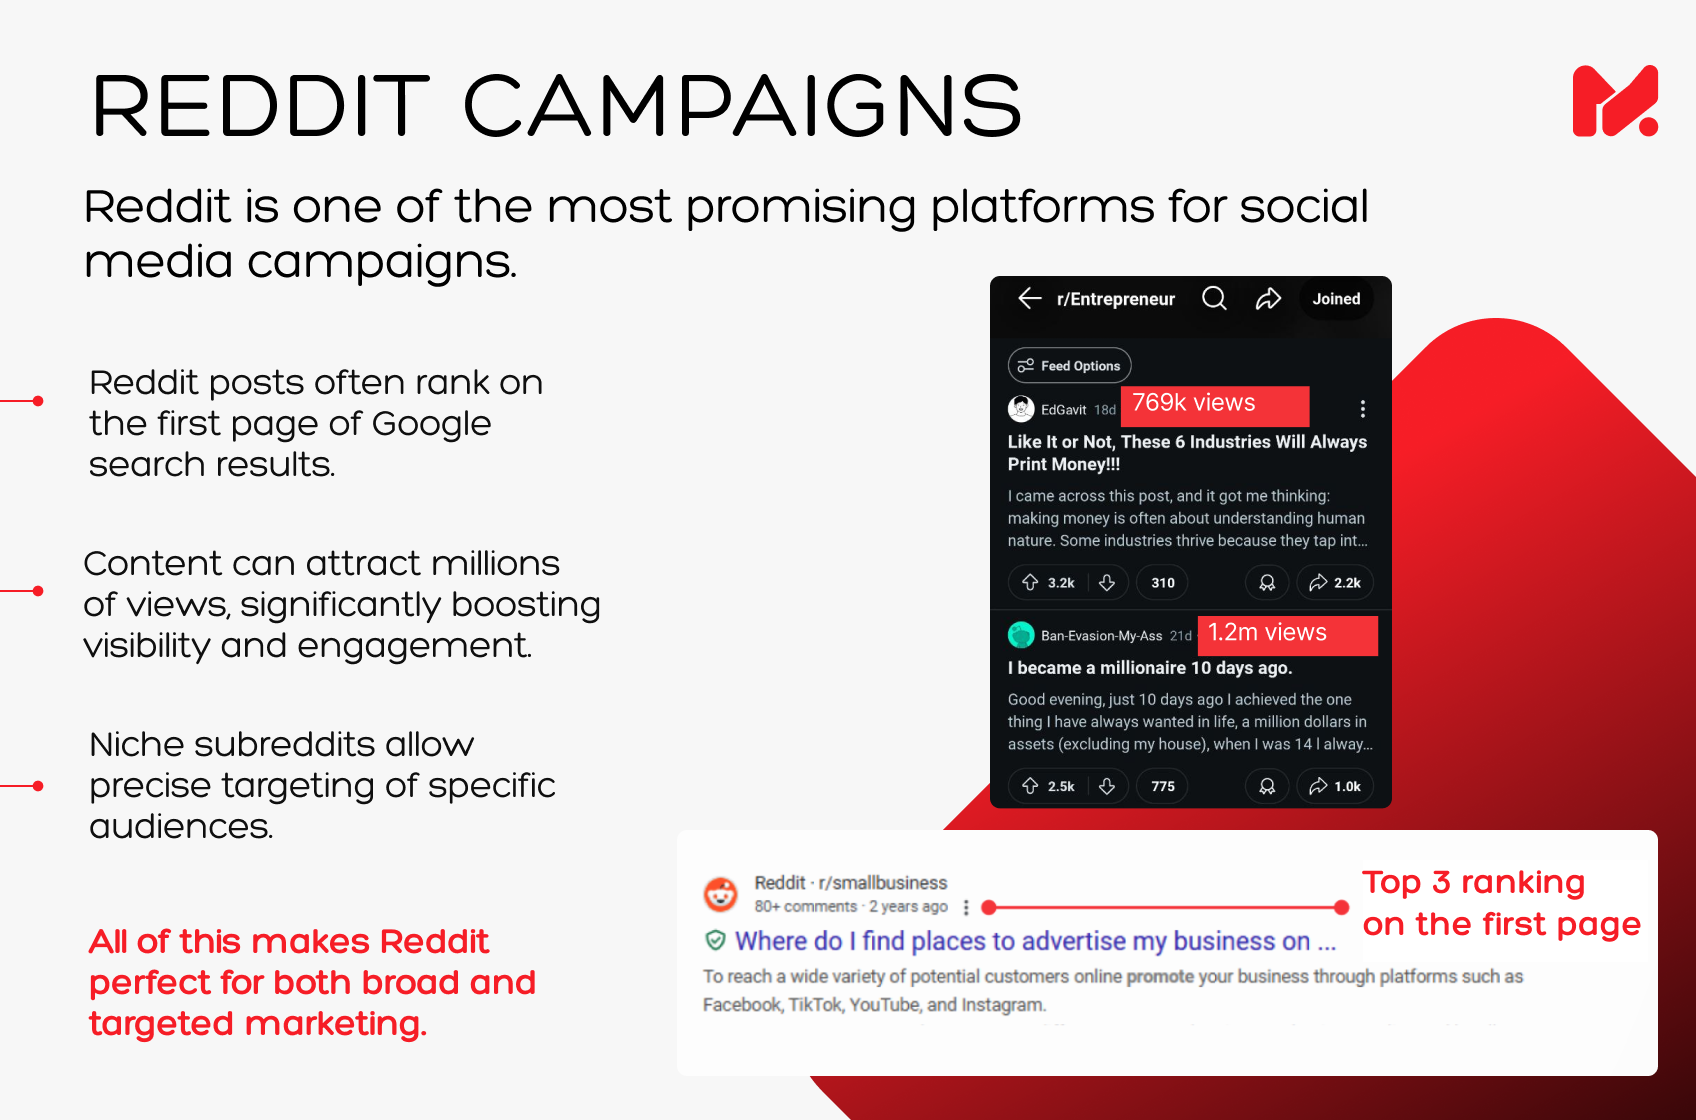 REDDIT CAMPAIGNS
Reddit is one of the most promising platforms for social
media campaigns.
Reddit posts often rank on
the first page of Google
search results.
Content can attract millions
of views, significantly boosting
visibility and engagement.
Niche subreddits allow
precise targeting of specific
audiences.
All of this makes Reddit
perfect for both broad and
targeted marketing.
r/Entrepreneur
Joined
Feed Options
EdGavit 18d
769k views
Like It or Not, These 6 Industries Will Always
Print Money!!!
I came across this post, and it got me thinking:
making money is often about understanding human
nature. Some industries thrive because they tap int...
3.2k 310 2.2k
Ban-Evasion-My-Ass 21d
1.2m views
I became a millionaire 10 days ago.
Good evening, just 10 days ago I achieved the one
thing I have always wanted in life, a million dollars in
assets (excluding my house), when I was 14 I alway...
2.5k 775 1.0k
Reddit · r/smallbusiness
80+ comments · 2 years ago
Top 3 ranking
on the first page
Where do I find places to advertise my business on ...
To reach a wide variety of potential customers online promote your business through platforms such as
Facebook, TikTok, YouTube, and Instagram.